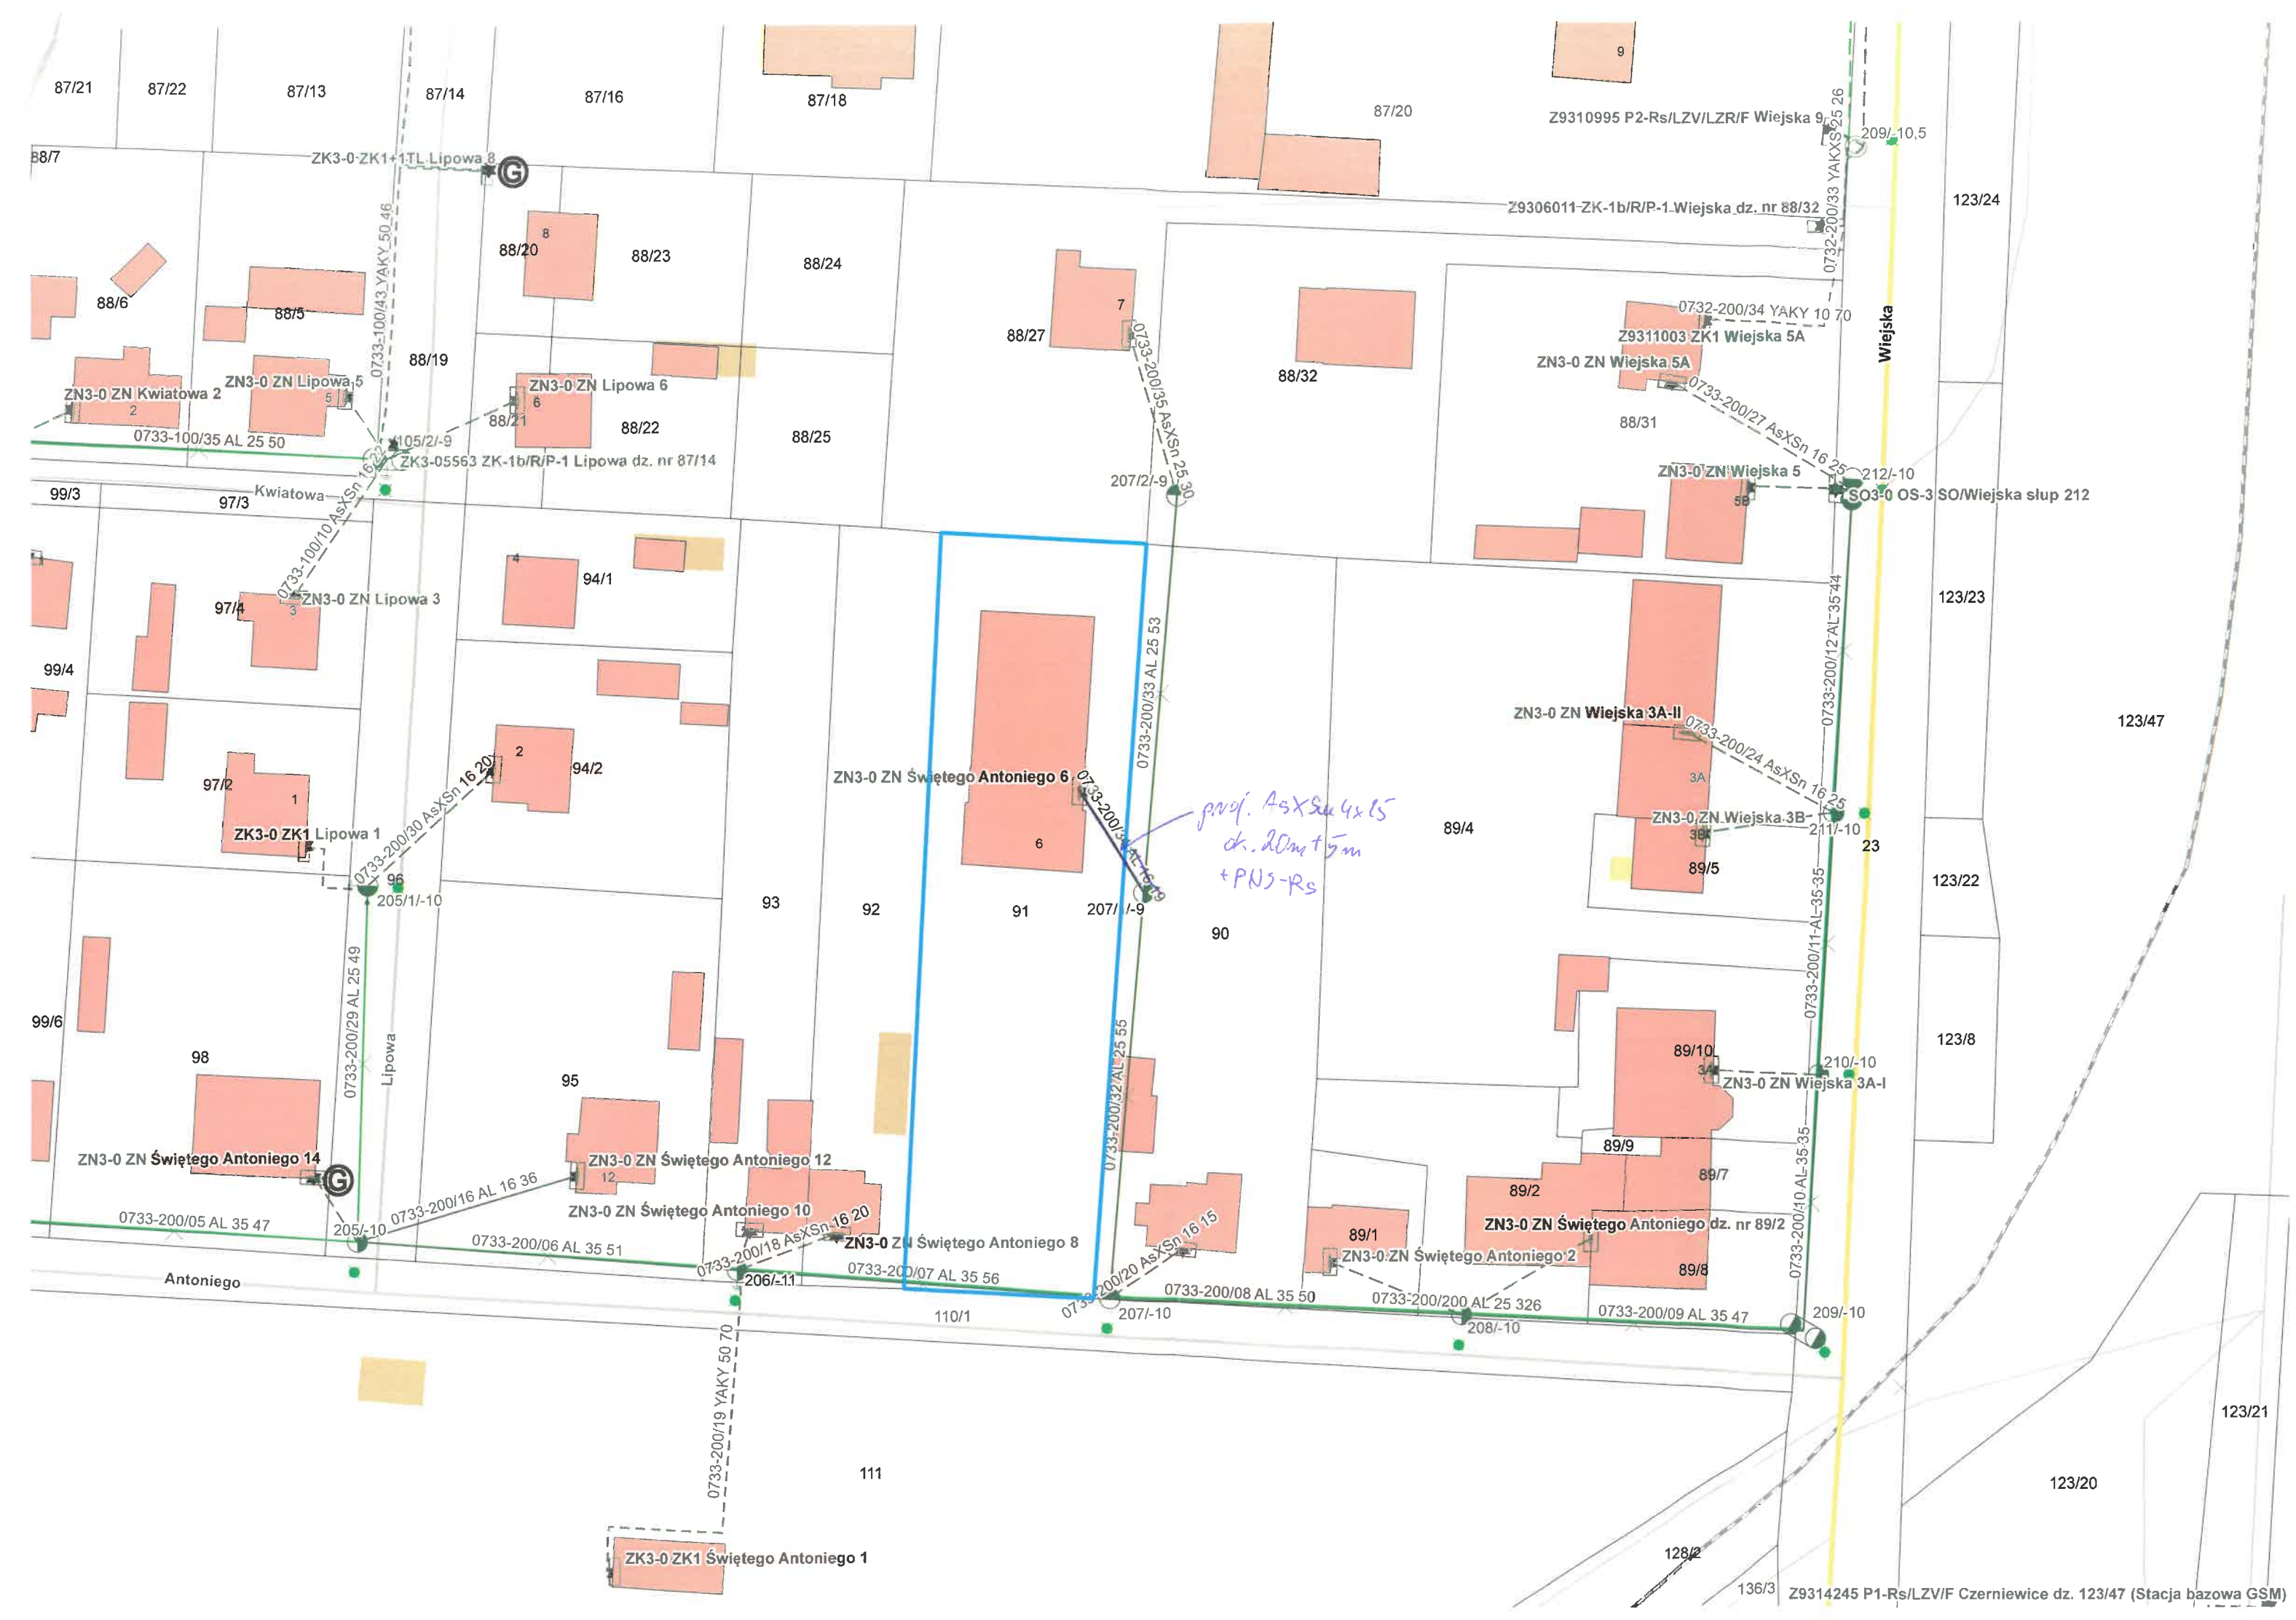 87/21
87/22
87/13
87/14
87/16
87/18
87/20
9
Z9310995 P2-Rs/LZV/LZR/F Wiejska 9
209/-10,5
0732-200/33 YAKXS 25 26
88/7
ZK3-0 ZK1+1TL Lipowa 8
G
Z9306011 ZK-1b/R/P-1 Wiejska dz. nr 88/32
123/24
0733-100/43 YAKY 50 46
8
88/20
88/23
88/24
88/6
88/5
7
88/27
0732-200/34 YAKY 10 70
Z9311003 ZK1 Wiejska 5A
Wiejska
88/19
88/32
ZN3-0 ZN Wiejska 5A
ZN3-0 ZN Kwiatowa 2
2
ZN3-0 ZN Lipowa 5
5
ZN3-0 ZN Lipowa 6
6
88/21
88/22
88/25
0733-200/35 AsXSn 25 30
0733-200/27 AsXSn 16 25
88/31
0733-100/35 AL 25 50
105/2/-9
ZK3-05563 ZK-1b/R/P-1 Lipowa dz. nr 87/14
207/2/-9
ZN3-0 ZN Wiejska 5
5B
212/-10
SO3-0 OS-3 SO/Wiejska słup 212
99/3
97/3
Kwiatowa
0733-100/10 AsXSn 16 22
4
94/1
97/4
3
ZN3-0 ZN Lipowa 3
123/23
0733-200/12 AL 35 44
99/4
0733-200/33 AL 25 53
ZN3-0 ZN Wiejska 3A-II
0733-200/24 AsXSn 16 25
123/47
2
94/2
97/2
1
ZN3-0 ZN Świętego Antoniego 6
3A
0733-200/30 AsXSn 16 20
ZK3-0 ZK1 Lipowa 1
proj. AsXSn 4x25
dł. 20m + 5m
+ PNS-Rs
89/4
ZN3-0 ZN Wiejska 3B
3B
211/-10
23
6
89/5
96
205/1/-10
93
92
91
207/1/-9
90
123/22
0733-200/11 AL 35 35
99/6
98
0733-200/29 AL 25 49
Lipowa
95
0733-200/32 AL 25 55
89/10
3A
210/-10
ZN3-0 ZN Wiejska 3A-I
123/8
ZN3-0 ZN Świętego Antoniego 14
G
ZN3-0 ZN Świętego Antoniego 12
12
89/9
89/7
89/2
0733-200/10 AL 35 35
0733-200/16 AL 16 36
ZN3-0 ZN Świętego Antoniego 10
0733-200/05 AL 35 47
205/-10
0733-200/06 AL 35 51
0733-200/18 AsXSn 16 20
ZN3-0 ZN Świętego Antoniego 8
89/1
ZN3-0 ZN Świętego Antoniego dz. nr 89/2
ZN3-0 ZN Świętego Antoniego 2
89/8
Antoniego
206/-11
0733-200/07 AL 35 56
0733-200/20 AsXSn 16 15
0733-200/08 AL 35 50
0733-200/200 AL 25 326
0733-200/09 AL 35 47
209/-10
110/1
207/-10
208/-10
0733-200/19 YAKY 50 70
123/21
111
123/20
ZK3-0 ZK1 Świętego Antoniego 1
128/2
136/3
Z9314245 P1-Rs/LZV/F Czerniewice dz. 123/47 (Stacja bazowa GSM)